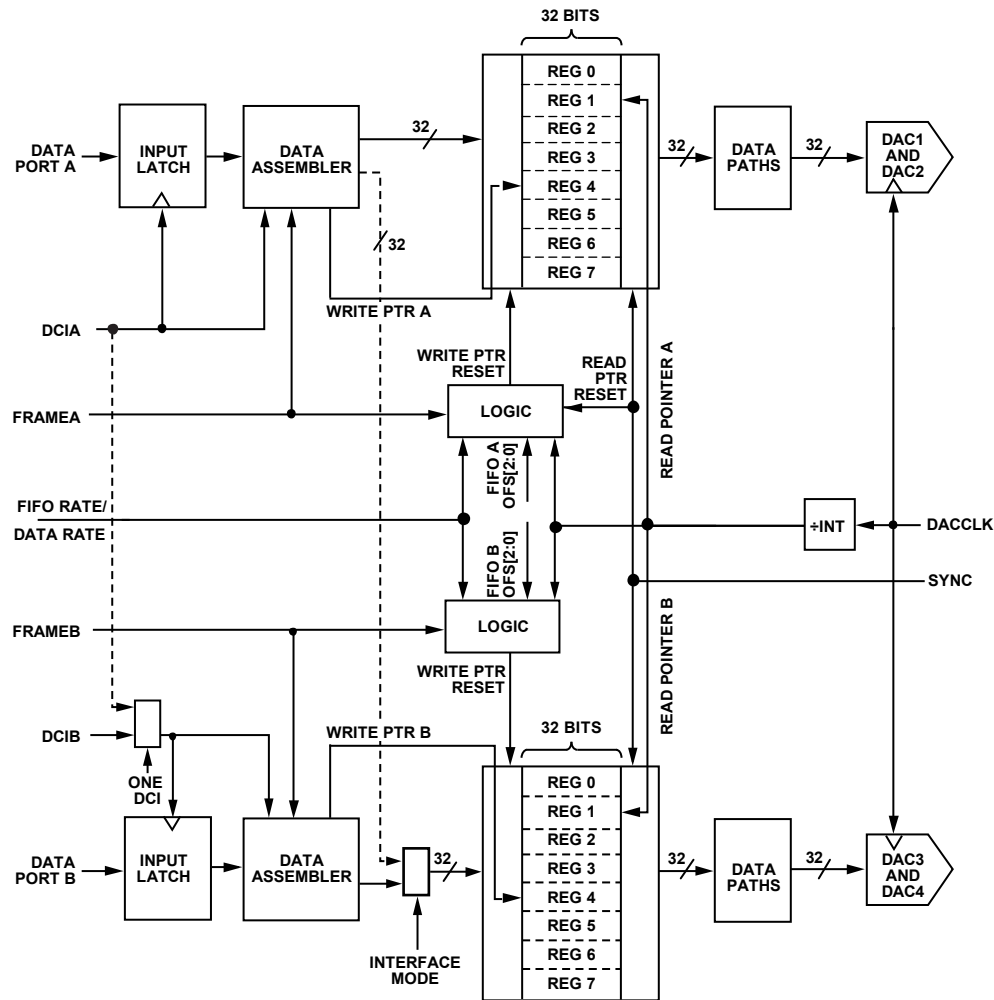 32 BITS
REG 0
REG 1
REG 2
REG 3
REG 4
REG 5
REG 6
REG 7
DATA
PORT A
INPUT
LATCH
DATA
ASSEMBLER
32
32
32
DATA
PATHS
32
DAC1
AND
DAC2
WRITE PTR A
DCIA
WRITE PTR
RESET
READ
PTR
RESET
READ POINTER A
FRAMEA
LOGIC
FIFO A
OFS[2:0]
FIFO RATE/
DATA RATE
÷INT
DACCLK
FIFO B
OFS[2:0]
SYNC
FRAMEB
LOGIC
WRITE PTR
RESET
READ POINTER B
DCIB
WRITE PTR B
32 BITS
ONE
DCI
REG 0
REG 1
REG 2
REG 3
REG 4
REG 5
REG 6
REG 7
DATA
PORT B
INPUT
LATCH
DATA
ASSEMBLER
32
32
DATA
PATHS
32
DAC3
AND
DAC4
INTERFACE
MODE